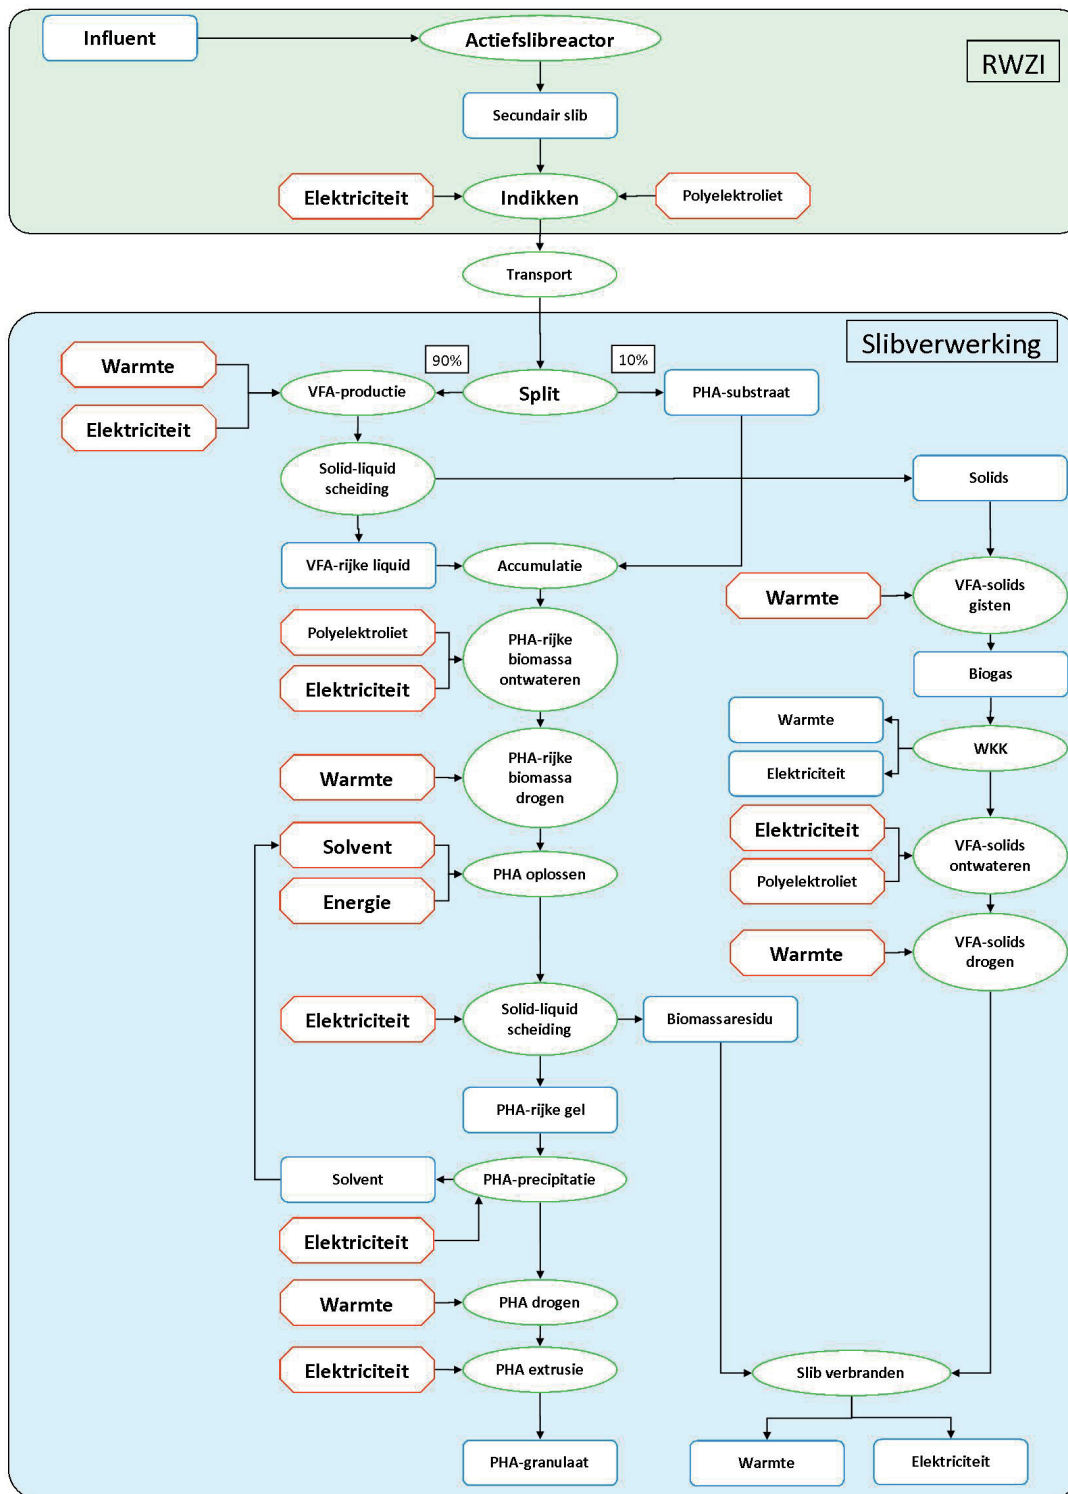 Influent
Actiefslibreactor
RWZI
Secundair slib
Elektriciteit
Indikken
Polyelektroliet
Transport
Slibverwerking
Warmte
90%
10%
VFA-productie
Split
PHA-substraat
Elektriciteit
Solid-liquid
scheiding
Solids
VFA-rijke liquid
Accumulatie
Warmte
VFA-solids
gisten
Polyelektroliet
PHA-rijke
biomassa
ontwateren
Elektriciteit
Biogas
Warmte
WKK
Elektriciteit
Warmte
PHA-rijke
biomassa
drogen
Elektriciteit
VFA-solids
ontwateren
Polyelektroliet
Solvent
PHA oplossen
Energie
Warmte
VFA-solids
drogen
Elektriciteit
Solid-liquid
scheiding
Biomassaresidu
PHA-rijke gel
Solvent
PHA-precipitatie
Elektriciteit
Warmte
PHA drogen
Elektriciteit
PHA extrusie
Slib verbranden
PHA-granulaat
Warmte
Elektriciteit